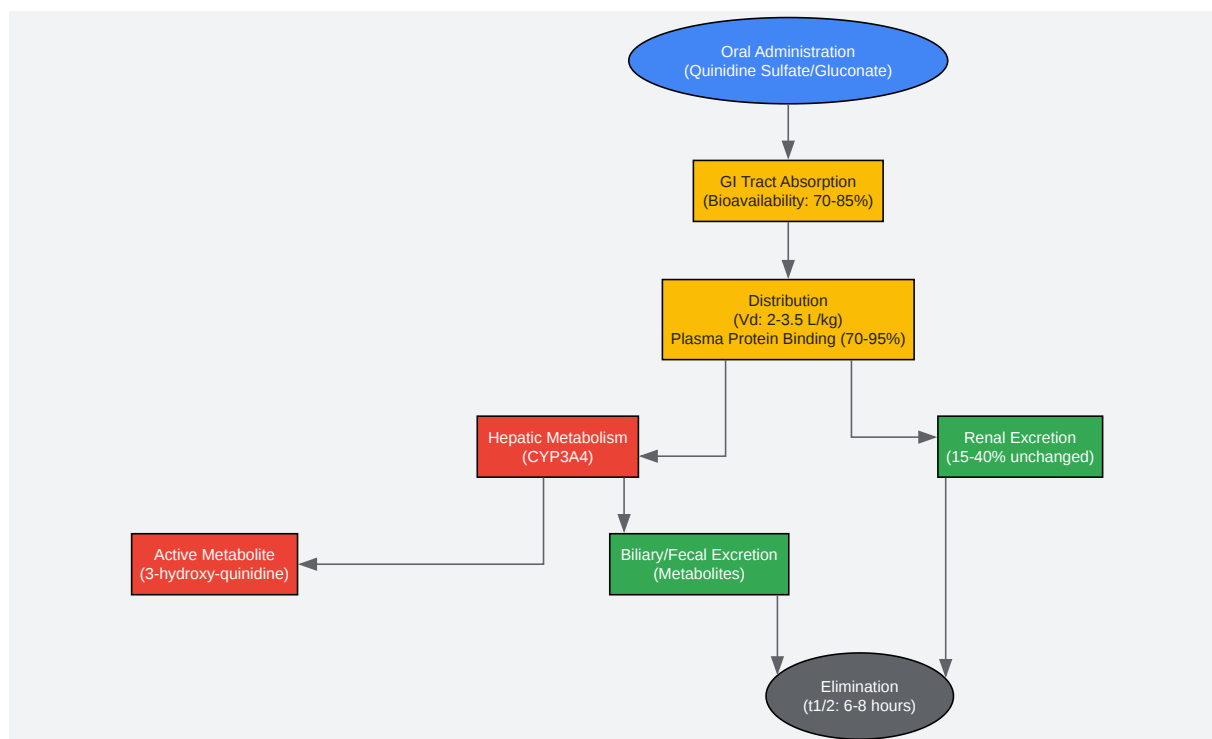 Oral Administration
(Quinidine Sulfate/Gluconate)
GI Tract Absorption
(Bioavailability: 70-85%)
Distribution
(Vd: 2-3.5 L/kg)
Plasma Protein Binding (70-95%)
Hepatic Metabolism
(CYP3A4)
Renal Excretion
(15-40% unchanged)
Active Metabolite
(3-hydroxy-quinidine)
Biliary/Fecal Excretion
(Metabolites)
Elimination
(t1/2: 6-8 hours)